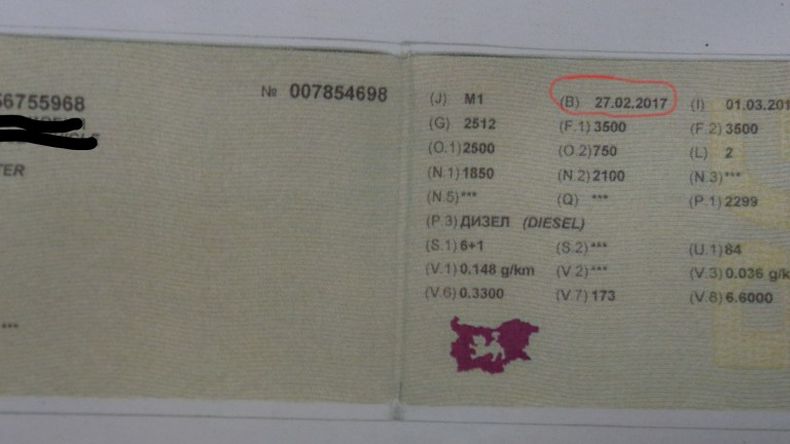 56755968
TER
***
№ 007854698
(J) M1 (B) 27.02.2017 (I) 01.03.201
(G) 2512 (F.1) 3500 (F.2) 3500
(O.1) 2500 (O.2) 750 (L) 2
(N.1) 1850 (N.2) 2100 (N.3) ***
(N.5) *** (Q) *** (P.1) 2299
(P.3) ДИЗЕЛ (DIESEL)
(S.1) 6+1 (S.2) *** (U.1) 84
(V.1) 0.148 g/km (V.2) *** (V.3) 0.036 g/k
(V.6) 0.3300 (V.7) 173 (V.8) 6.6000